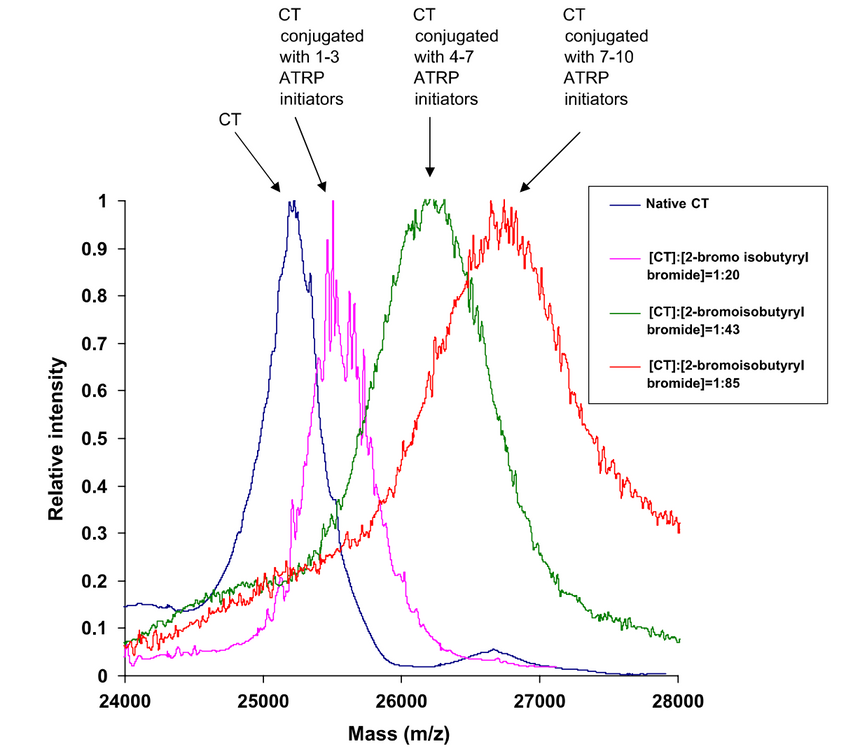 CT
CT
conjugated
with 1-3
ATRP
initiators
CT
conjugated
with 4-7
ATRP
initiators
CT
conjugated
with 7-10
ATRP
initiators
1
0.9
0.8
0.7
0.6
0.5
0.4
0.3
0.2
0.1
0
Relative intensity
24000
25000
26000
27000
28000
Mass (m/z)
Native CT
[CT]:[2-bromo isobutyryl
bromide]=1:20
[CT]:[2-bromoisobutyryl
bromide]=1:43
[CT]:[2-bromoisobutyryl
bromide]=1:85